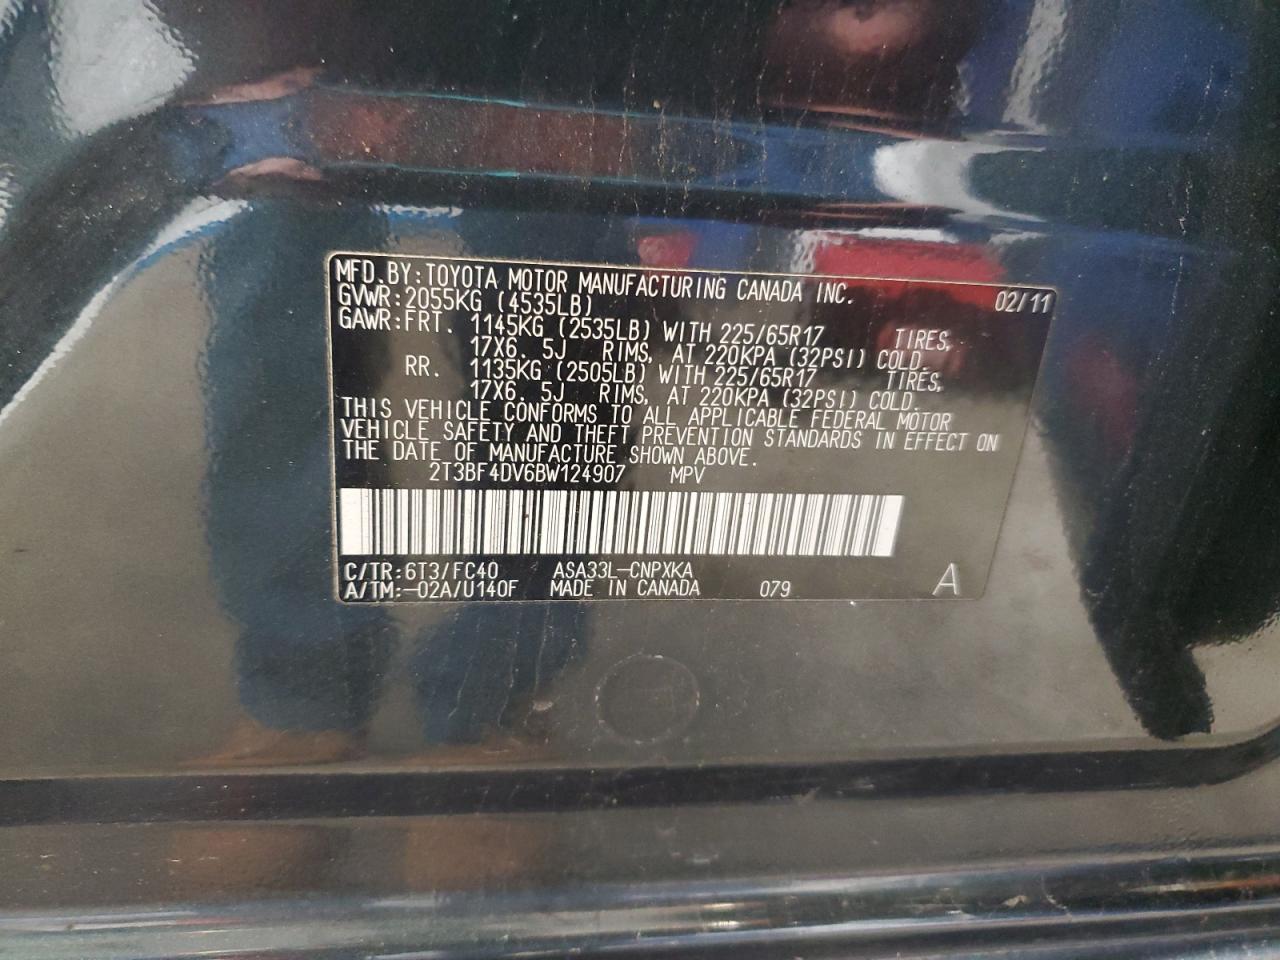 MFD. BY: TOYOTA MOTOR MANUFACTURING CANADA INC. 02/11
GVWR: 2055KG (4535LB)
GAWR: FRT. 1145KG (2535LB) WITH 225/65R17 TIRES,
17X6. 5J RIMS, AT 220KPA (32PSI) COLD.
RR. 1135KG (2505LB) WITH 225/65R17 TIRES,
17X6. 5J RIMS, AT 220KPA (32PSI) COLD.
THIS VEHICLE CONFORMS TO ALL APPLICABLE FEDERAL MOTOR
VEHICLE SAFETY AND THEFT PREVENTION STANDARDS IN EFFECT ON
THE DATE OF MANUFACTURE SHOWN ABOVE.
2T3BF4DV6BW124907 MPV
C/TR: 6T3/FC40 ASA33L-CNPXKA
A/TM: -02A/U140F MADE IN CANADA 079 A